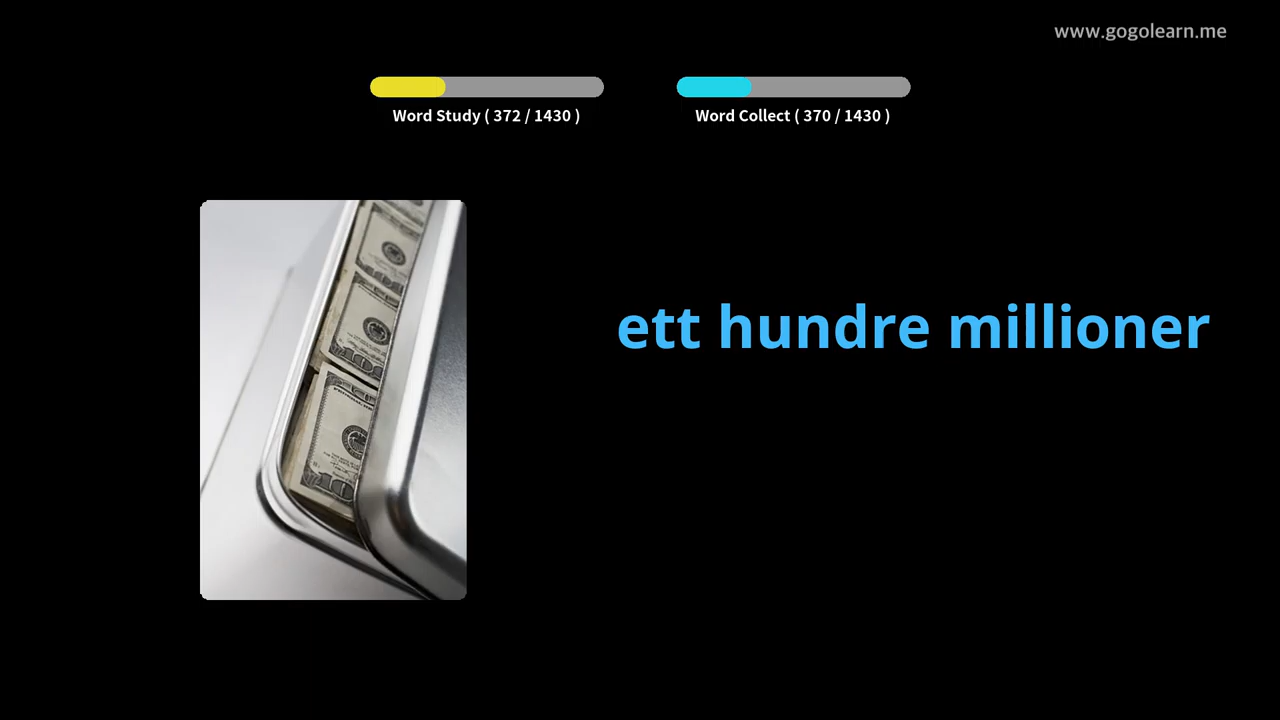 www.gogolearn.me
Word Study ( 372 / 1430 )
Word Collect ( 370 / 1430 )
ett hundre millioner